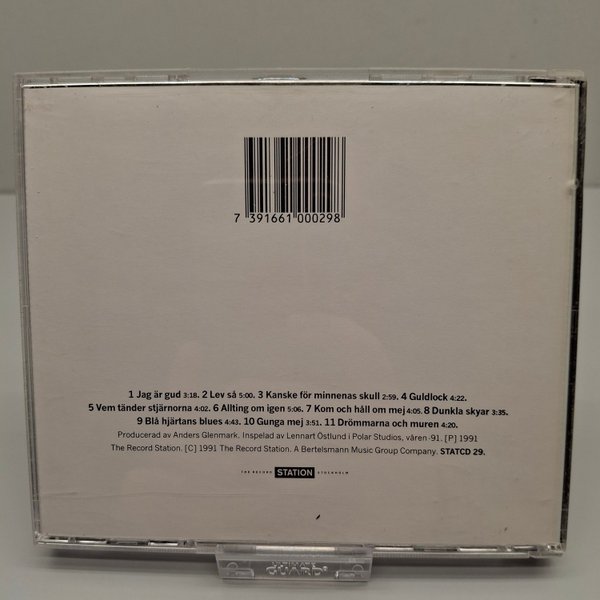 7 391661 000298
1 Jag är gud 3:18. 2 Lev så 5:00. 3 Kanske för minnenas skull 2:59. 4 Guldlock 4:22.
5 Vem tänder stjärnorna 4:02. 6 Allting om igen 5:06. 7 Kom och håll om mej 4:05. 8 Dunkla skyar 3:35.
9 Blå hjärtans blues 4:43. 10 Gunga mej 3:51. 11 Drömmarna och muren 4:20.
Producerad av Anders Glenmark. Inspelad av Lennart Östlund i Polar Studios, våren -91. [P] 1991
The Record Station. [C] 1991 The Record Station. A Bertelsmann Music Group Company. STATCD 29.
THE RECORD STATION STOCKHOLM
GUARD®